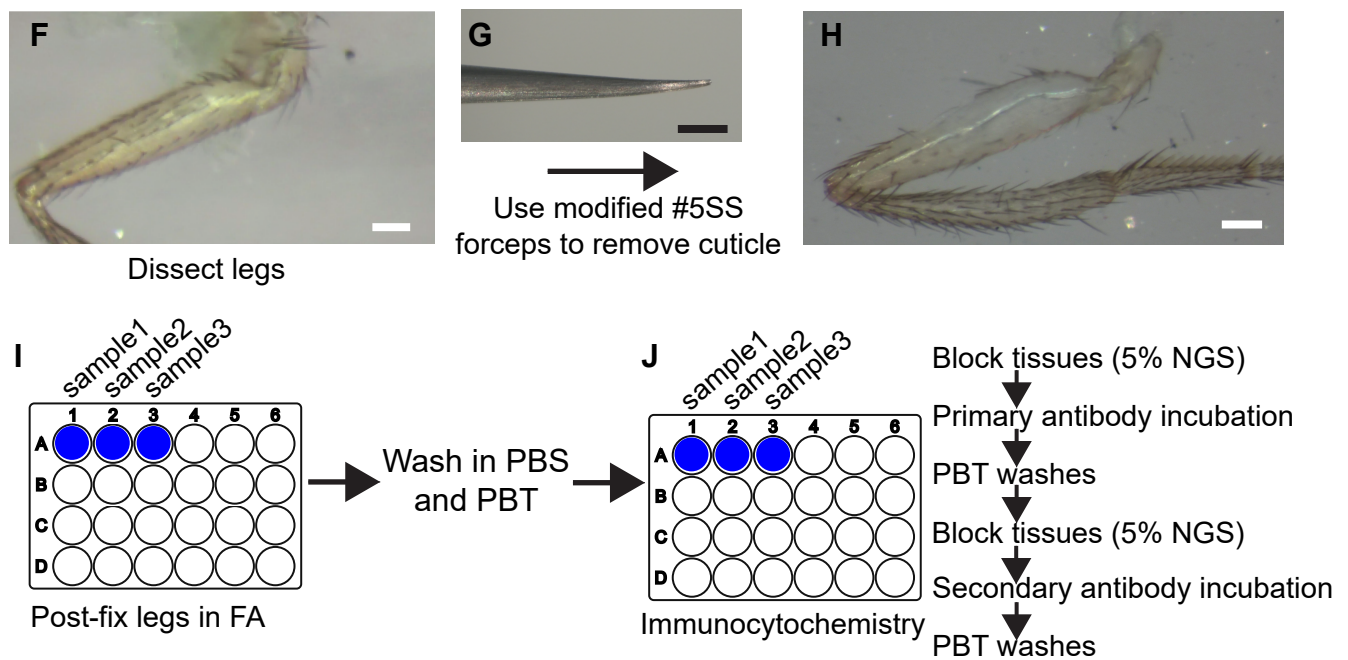 F
G
H
Use modified #5SS
forceps to remove cuticle
Dissect legs
I
sample1
sample2
sample3
1 2 3 4 5 6
A
B
C
D
Post-fix legs in FA
Wash in PBS
and PBT
J
sample1
sample2
sample3
1 2 3 4 5 6
A
B
C
D
Immunocytochemistry
Block tissues (5% NGS)
Primary antibody incubation
PBT washes
Block tissues (5% NGS)
Secondary antibody incubation
PBT washes